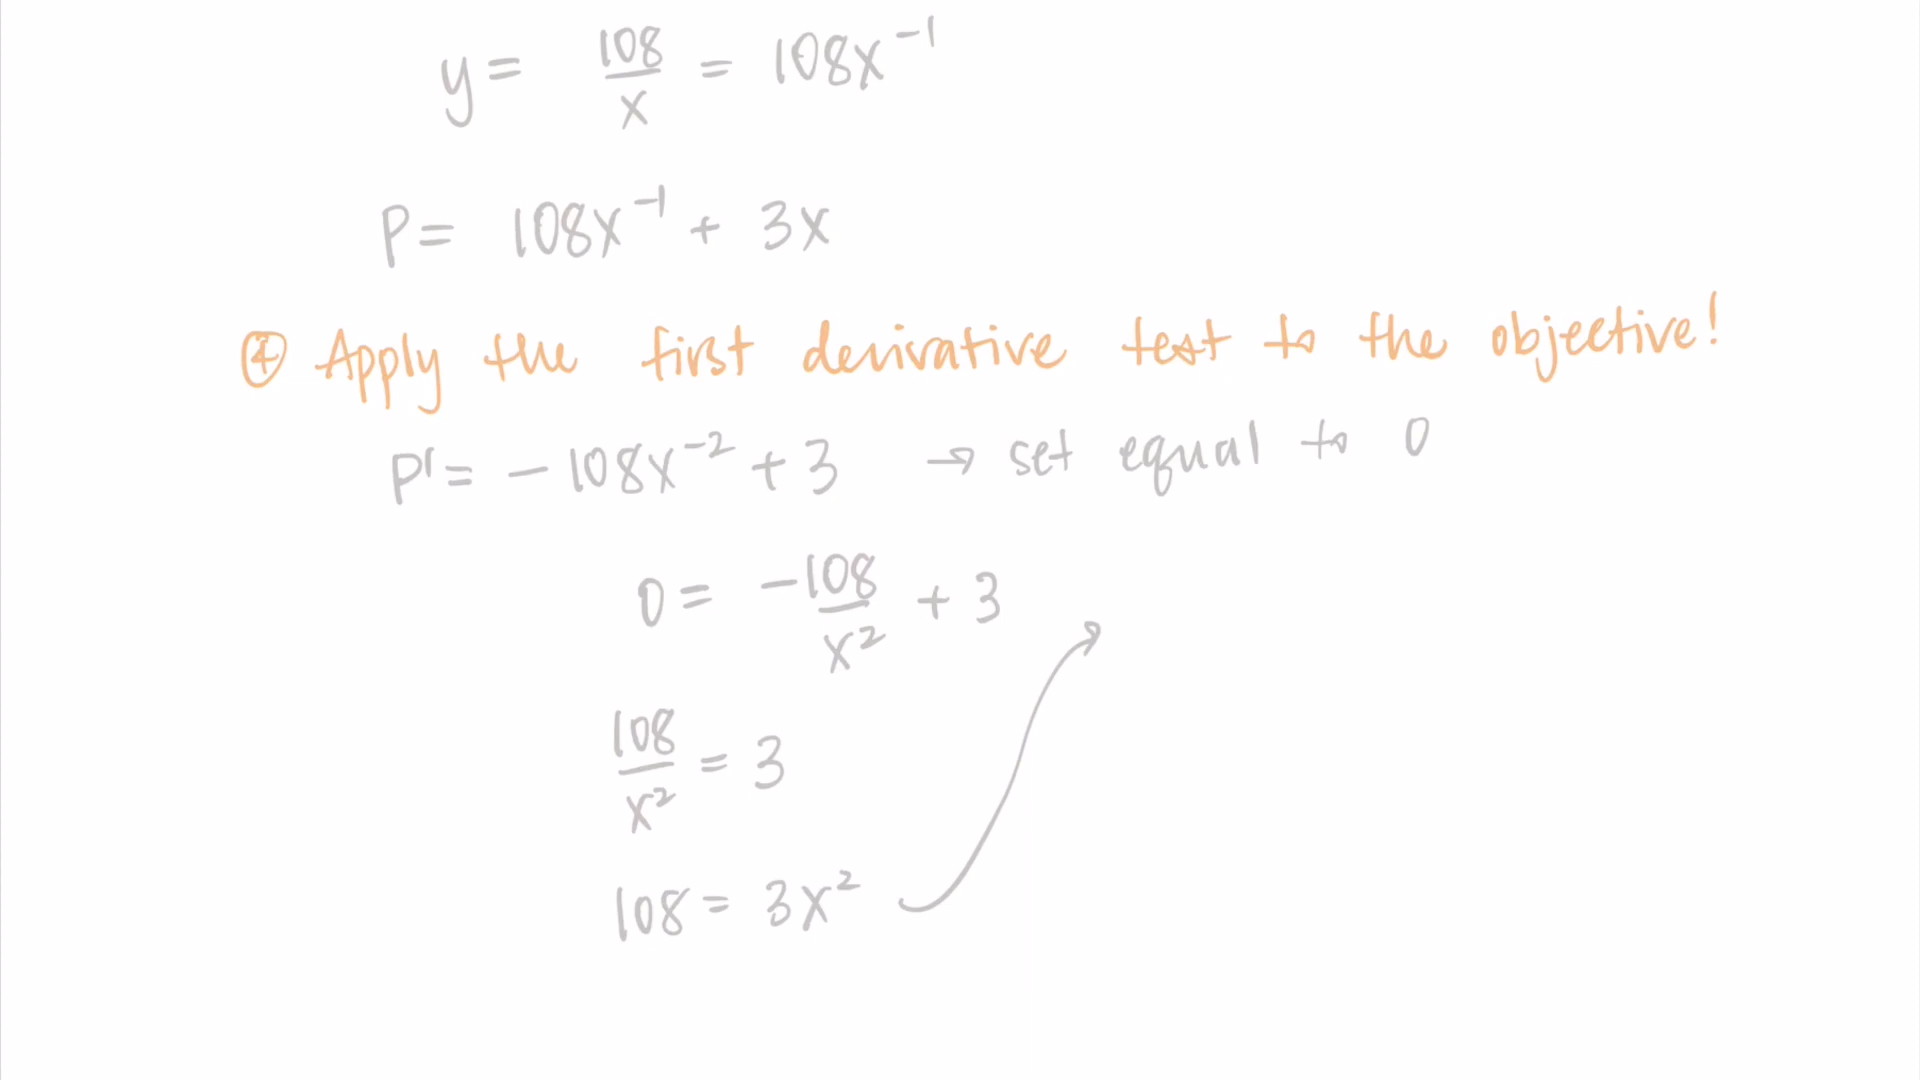 y = 108/x = 108x⁻¹
P = 108x⁻¹ + 3x
④ Apply the first derivative test to the objective!
P' = -108x⁻² + 3 → set equal to 0
0 = -108/x² + 3
108/x² = 3
108 = 3x²